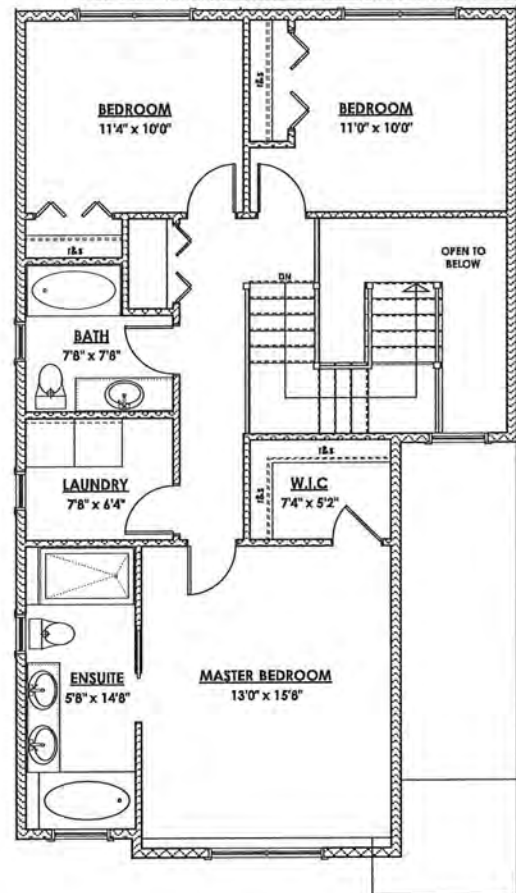 BEDROOM
11'4" x 10'0"
BEDROOM
11'0" x 10'0"
r&s
r&s
OPEN TO
BELOW
DN
BATH
7'8" x 7'8"
LAUNDRY
7'8" x 6'4"
r&s
r&s
W.I.C
7'4" x 5'2"
ENSUITE
5'8" x 14'8"
MASTER BEDROOM
13'0" x 15'8"